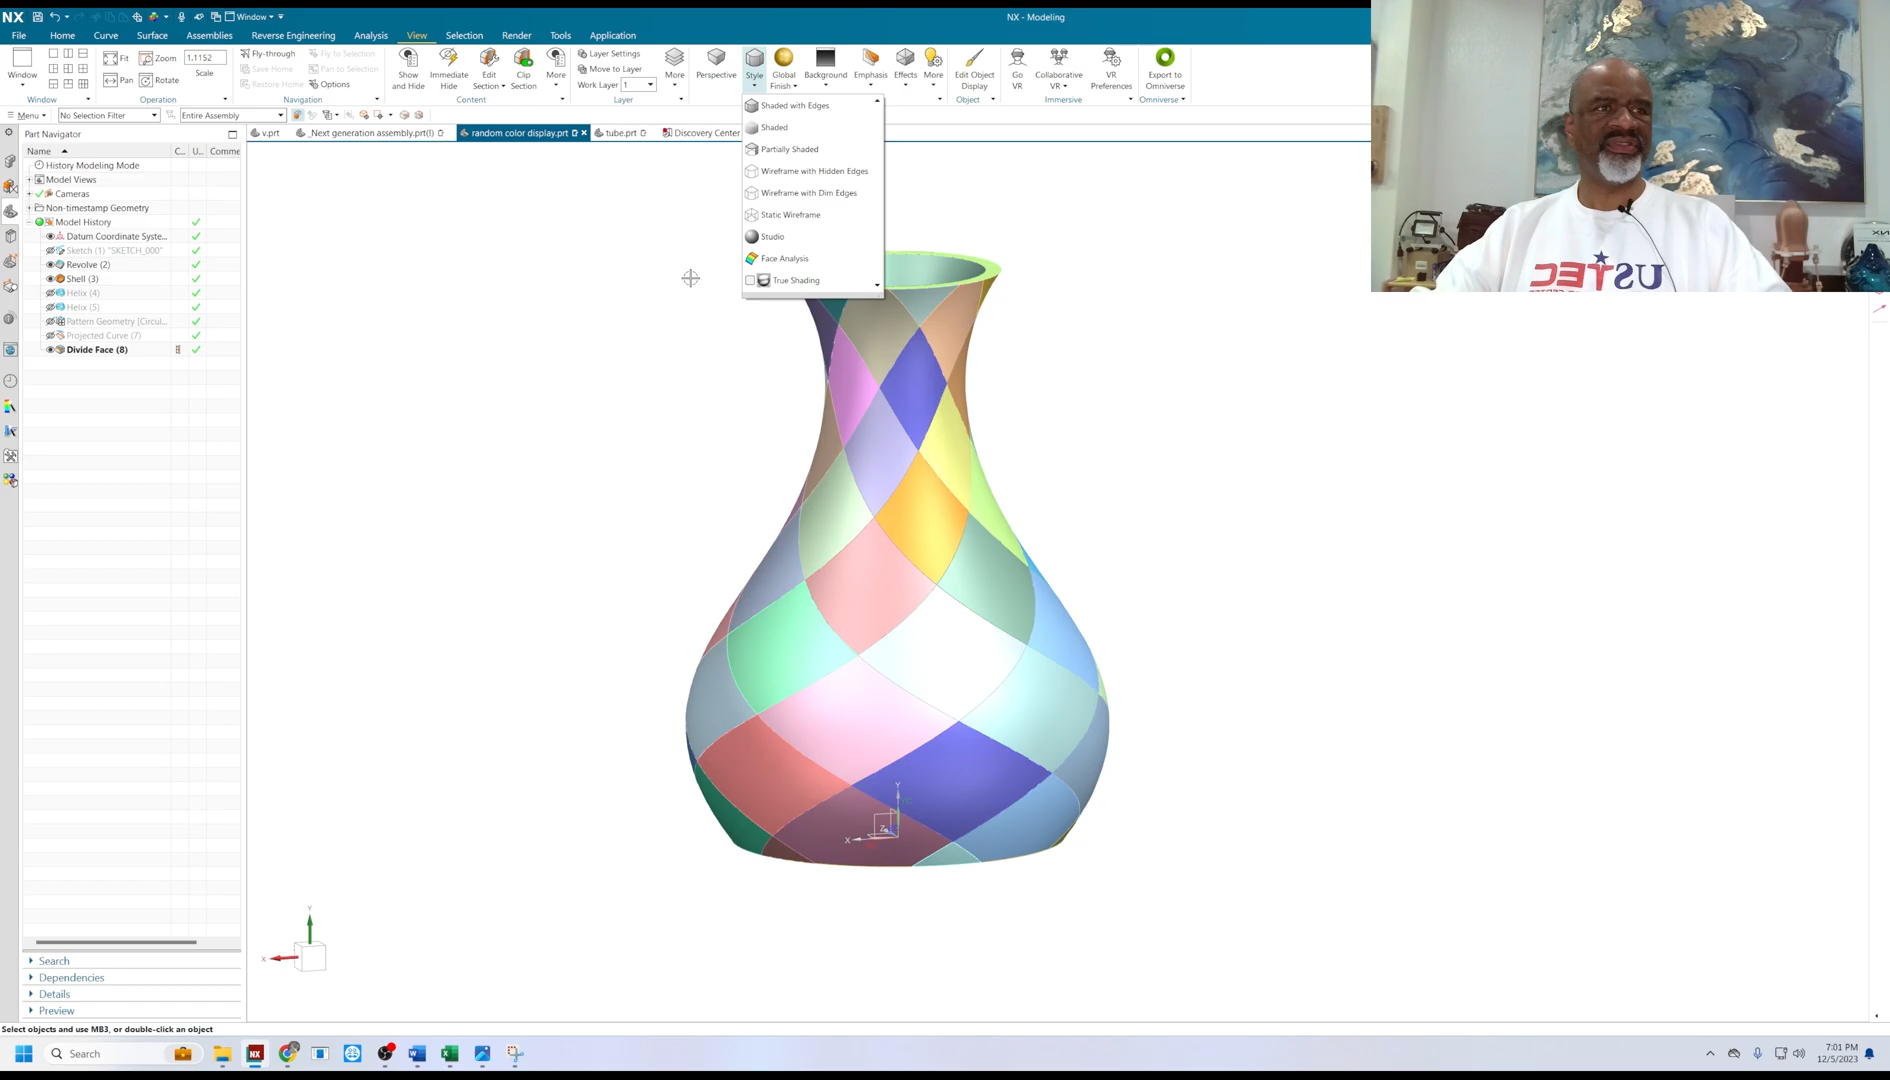 NX
Window
NX - Modeling
File Home Curve Surface Assemblies Reverse Engineering Analysis View Selection Render Tools Application
Window
Fit
Zoom
1.1152
Pan
Rotate
Scale
Fly-through
Fly to Selection
Save Home
Pan to Selection
Restore Home
Options
Show and Hide
Immediate Hide
Edit Section
Clip Section
More
Layer Settings
Move to Layer
Work Layer 1
More
Perspective
Style
Global Finish
Background
Emphasis
Effects
More
Edit Object Display
Go VR
Collaborative VR
VR Preferences
Export to Omniverse
Window Operation Navigation Content Layer Object Immersive Omniverse
Menu
No Selection Filter
Entire Assembly
Part Navigator
v.prt
_Next generation assembly.prt(!)
random color display.prt
tube.prt
Discovery Center
Shaded with Edges
Shaded
Partially Shaded
Wireframe with Hidden Edges
Wireframe with Dim Edges
Static Wireframe
Studio
Face Analysis
True Shading
Name C... U... Comme
History Modeling Mode
Model Views
Cameras
Non-timestamp Geometry
Model History
Datum Coordinate Syste...
Sketch (1) "SKETCH_000"
Revolve (2)
Shell (3)
Helix (4)
Helix (5)
Pattern Geometry [Circul...
Projected Curve (7)
Divide Face (8)
USTEC
Y
Z
X
Y
X
Search
Dependencies
Details
Preview
Select objects and use MB3, or double-click an object
Search
7:01 PM
12/5/2023